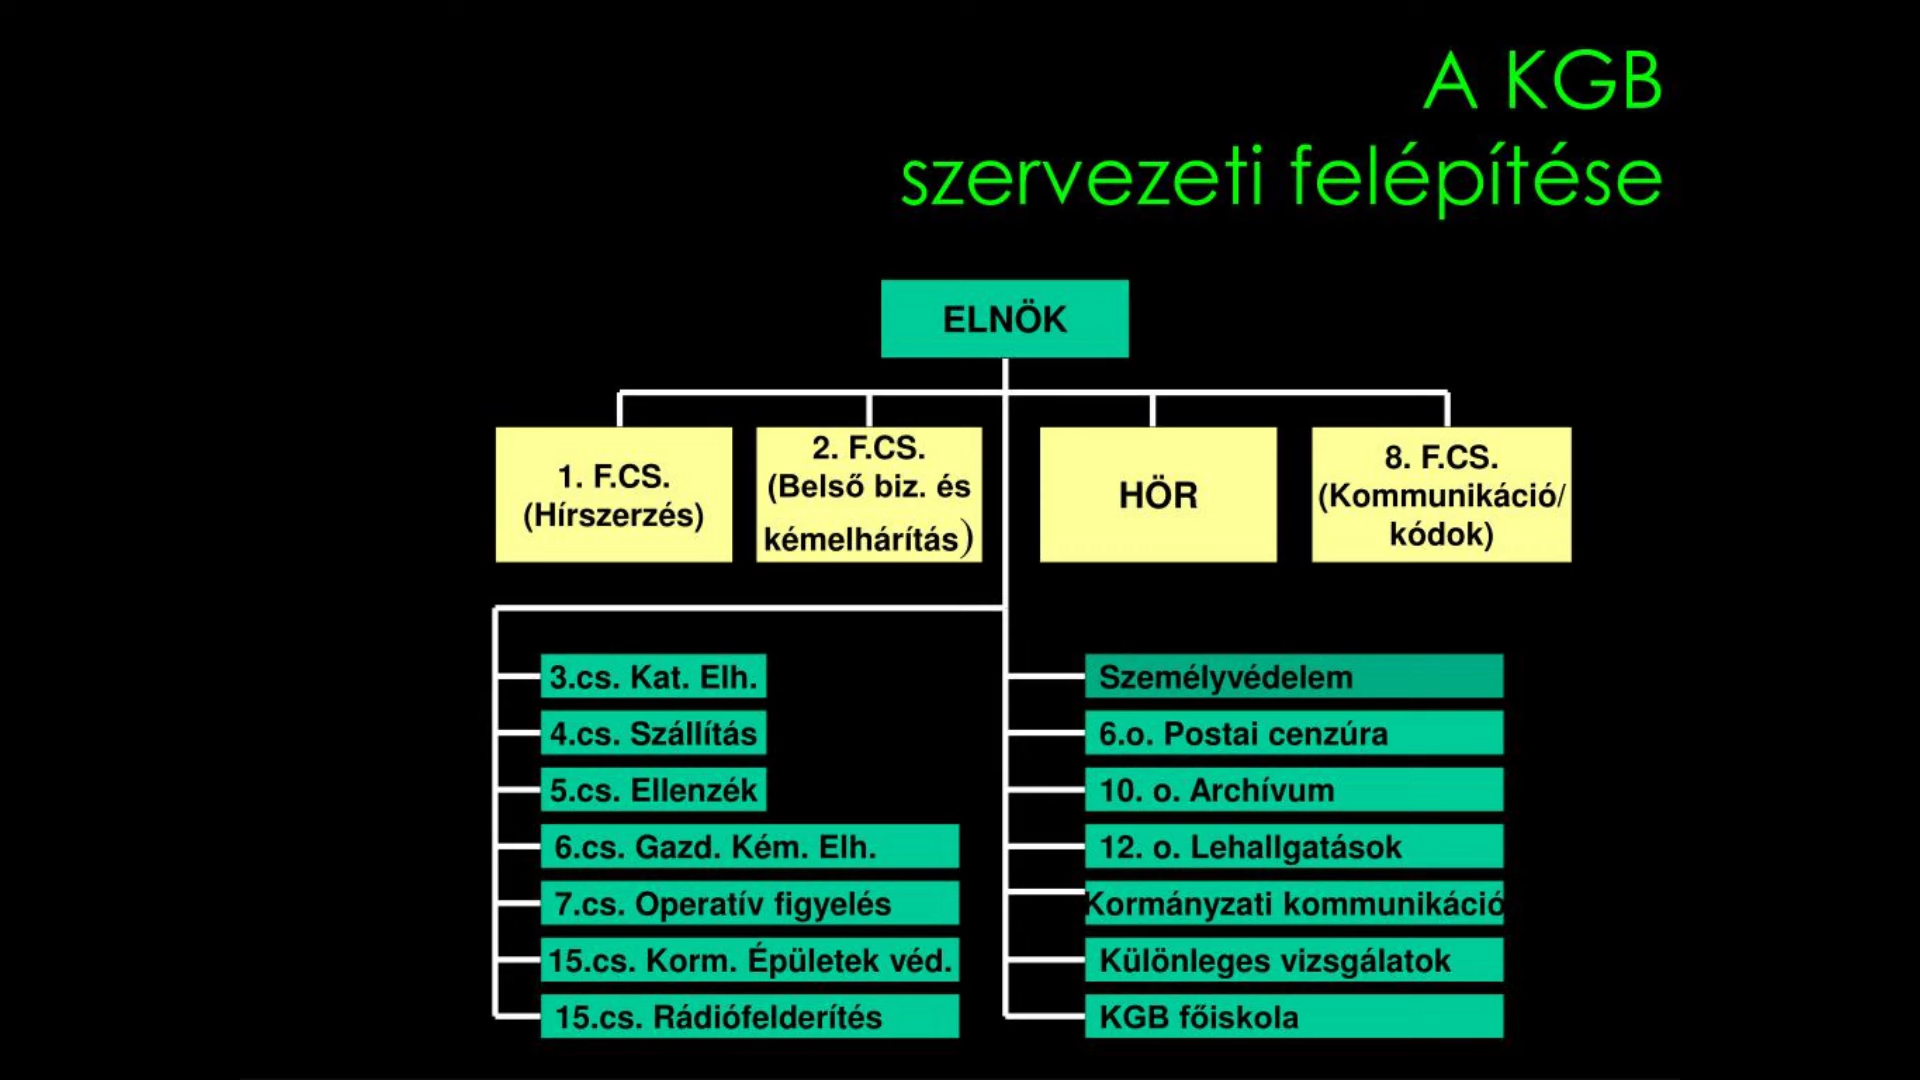 A KGB
szervezeti felépítése
ELNÖK
1. F.CS.
(Hírszerzés)
2. F.CS.
(Belső biz. és
kémelhárítás)
HÖR
8. F.CS.
(Kommunikáció/
kódok)
3.cs. Kat. Elh.
4.cs. Szállítás
5.cs. Ellenzék
6.cs. Gazd. Kém. Elh.
7.cs. Operatív figyelés
15.cs. Korm. Épületek véd.
15.cs. Rádiófelderítés
Személyvédelem
6.o. Postai cenzúra
10. o. Archívum
12. o. Lehallgatások
Kormányzati kommunikáció
Különleges vizsgálatok
KGB főiskola